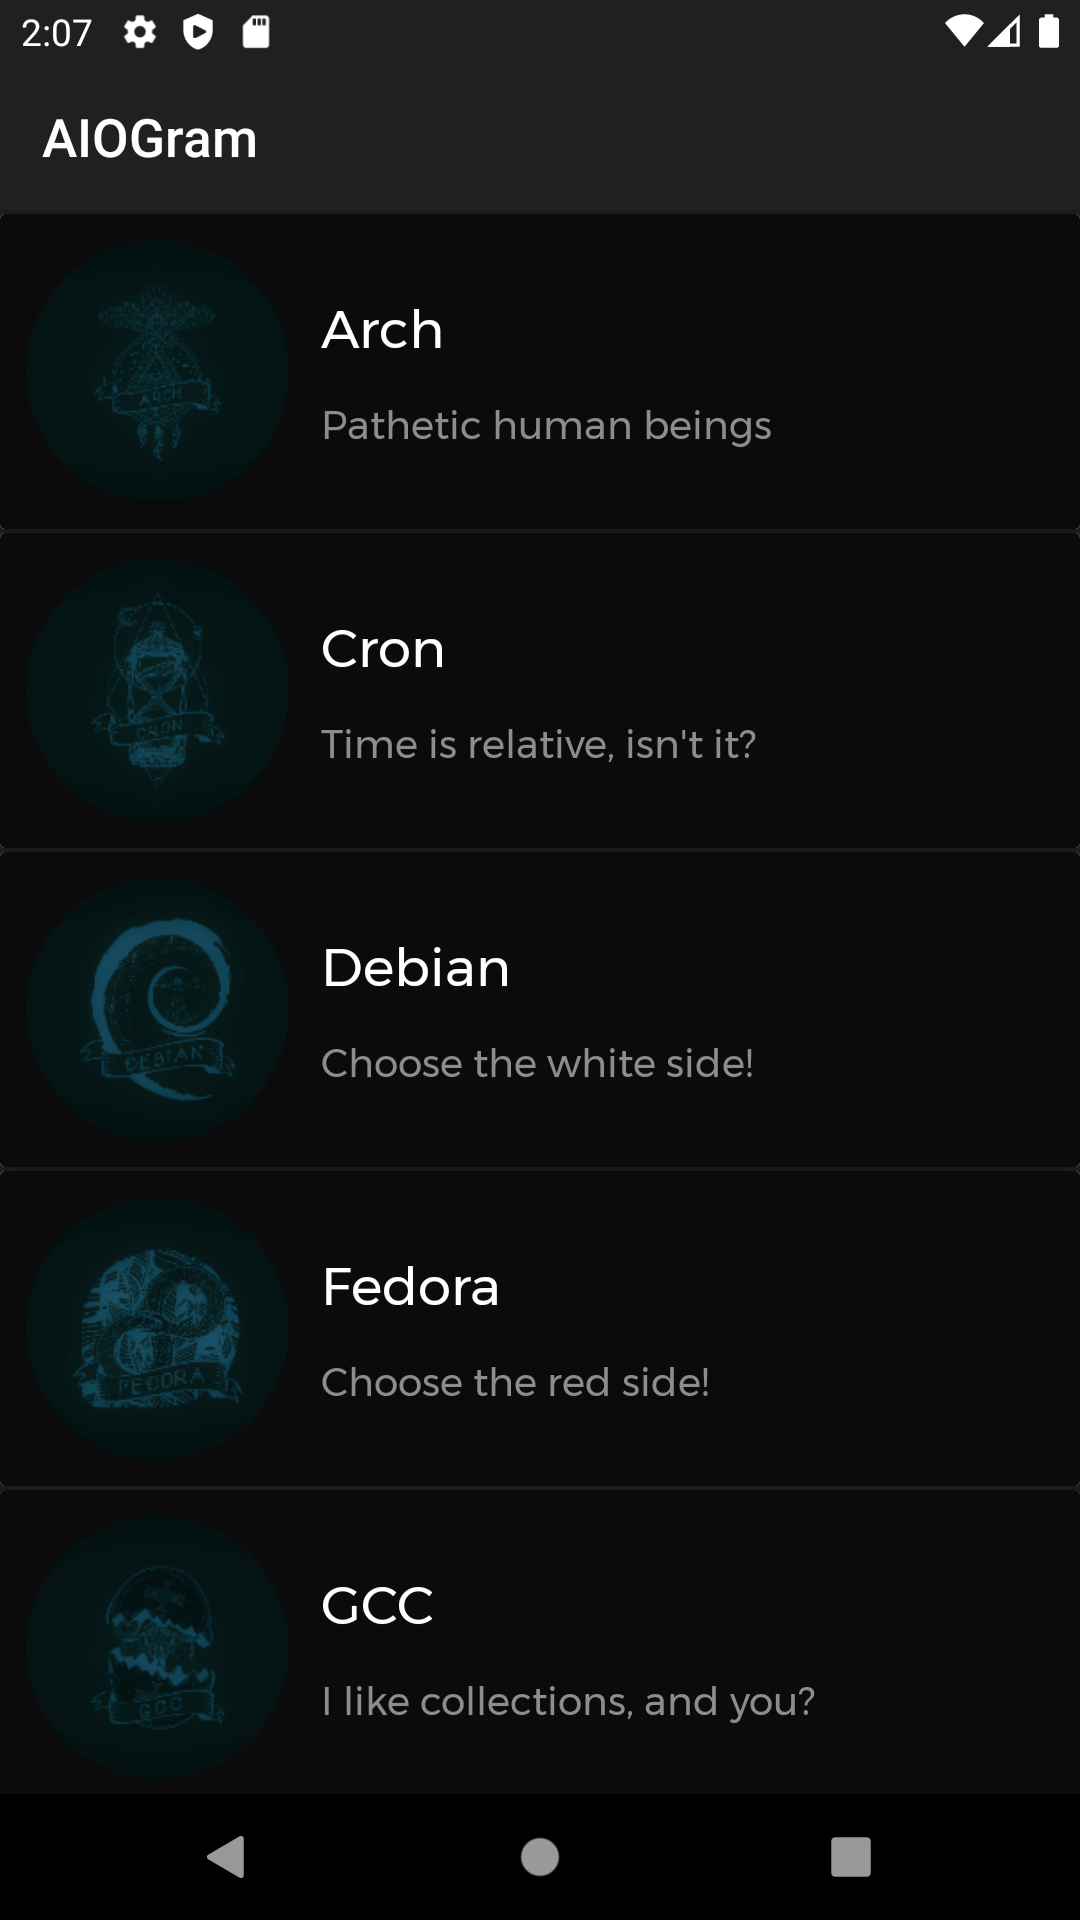 2:07
AIOGram
ARCH
Arch
Pathetic human beings
CRON
Cron
Time is relative, isn't it?
DEBIAN
Debian
Choose the white side!
FEDORA
Fedora
Choose the red side!
GCC
GCC
I like collections, and you?